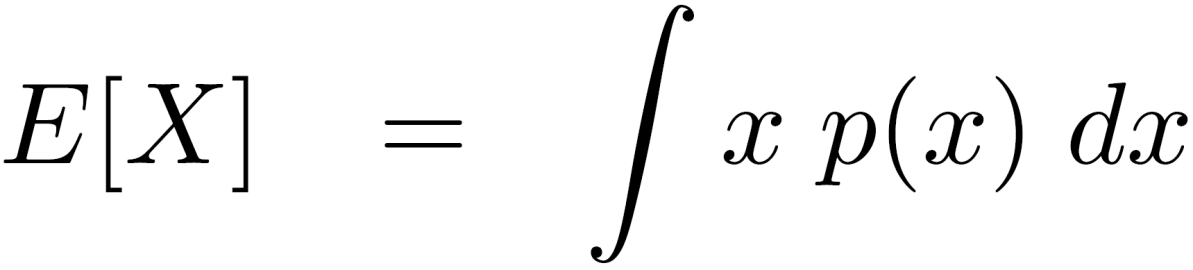 E[X] = ∫ x p(x) dx